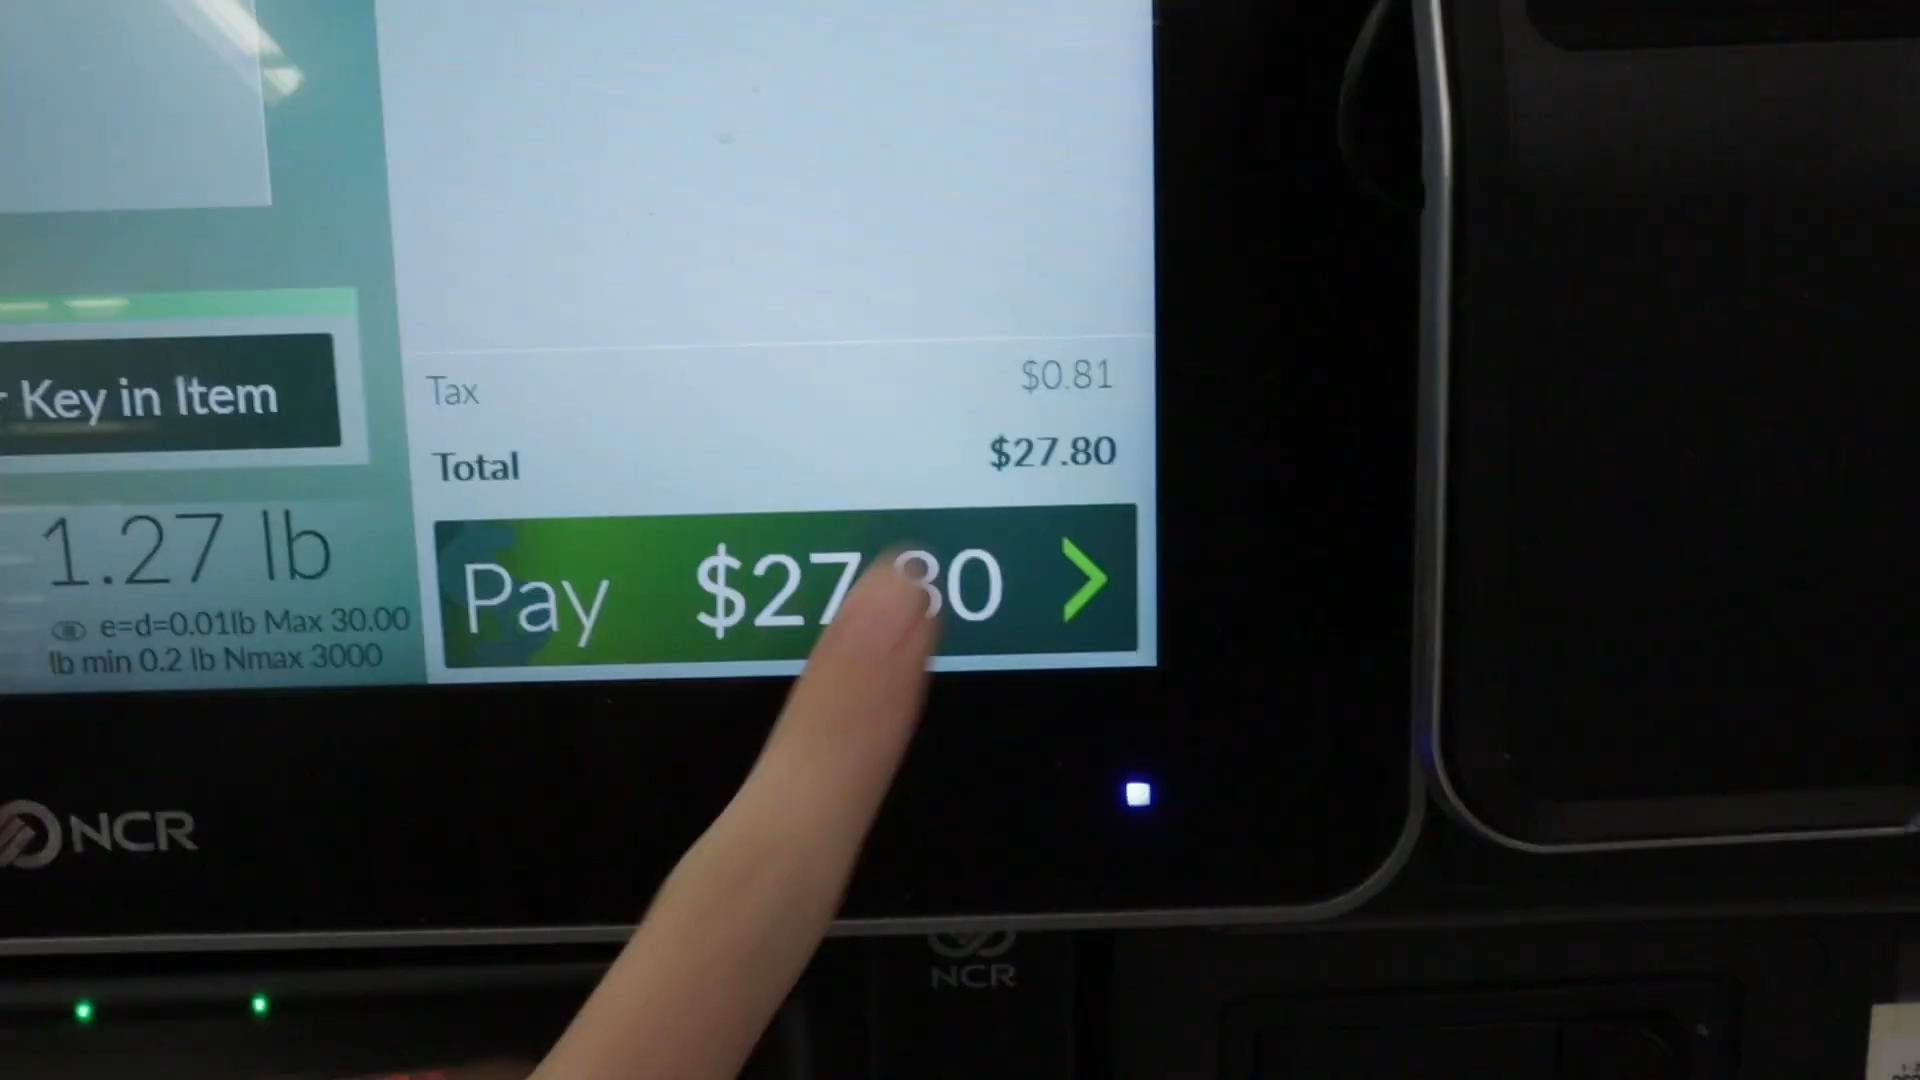 Key in Item
1.27 lb
e=d=0.01lb Max 30.00
lb min 0.2 lb Nmax 3000
Tax $0.81
Total $27.80
Pay $27.80
NCR
NCR